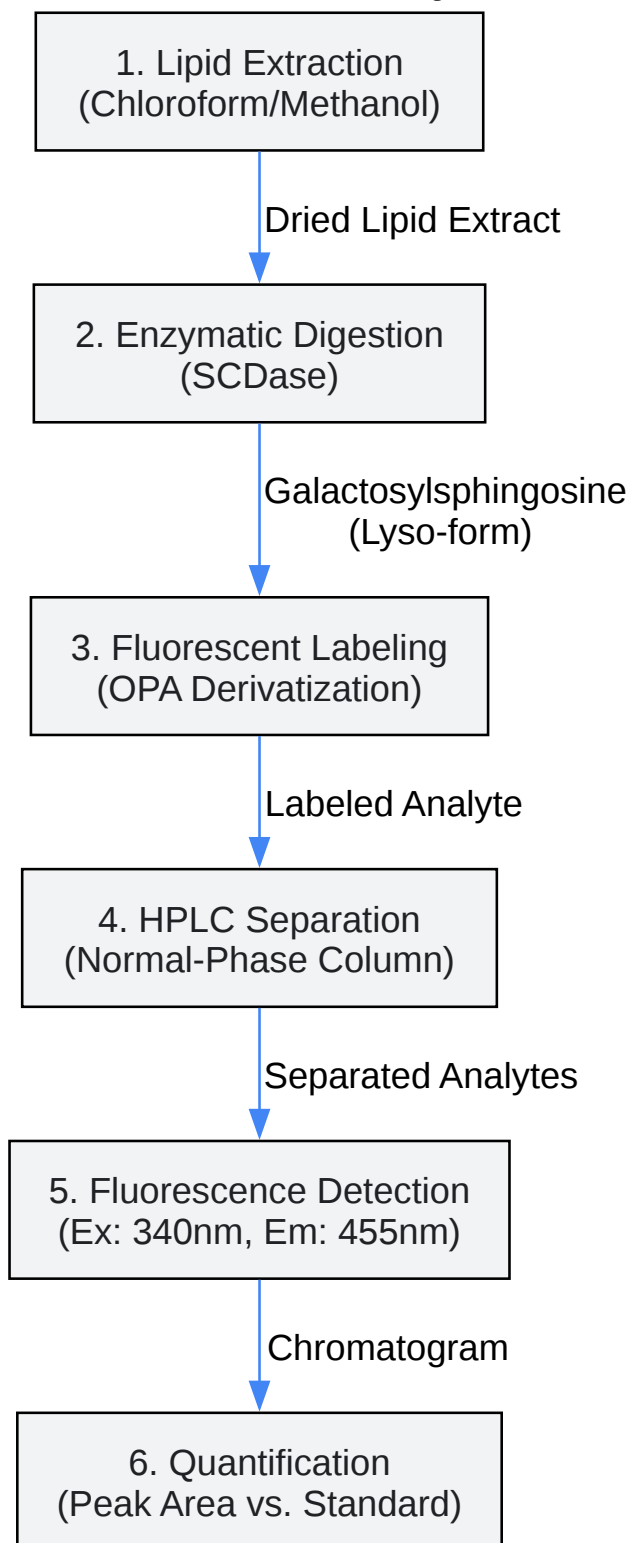 1. Lipid Extraction
(Chloroform/Methanol)
Dried Lipid Extract
2. Enzymatic Digestion
(SCDase)
Galactosylsphingosine
(Lyso-form)
3. Fluorescent Labeling
(OPA Derivatization)
Labeled Analyte
4. HPLC Separation
(Normal-Phase Column)
Separated Analytes
5. Fluorescence Detection
(Ex: 340nm, Em: 455nm)
Chromatogram
6. Quantification
(Peak Area vs. Standard)